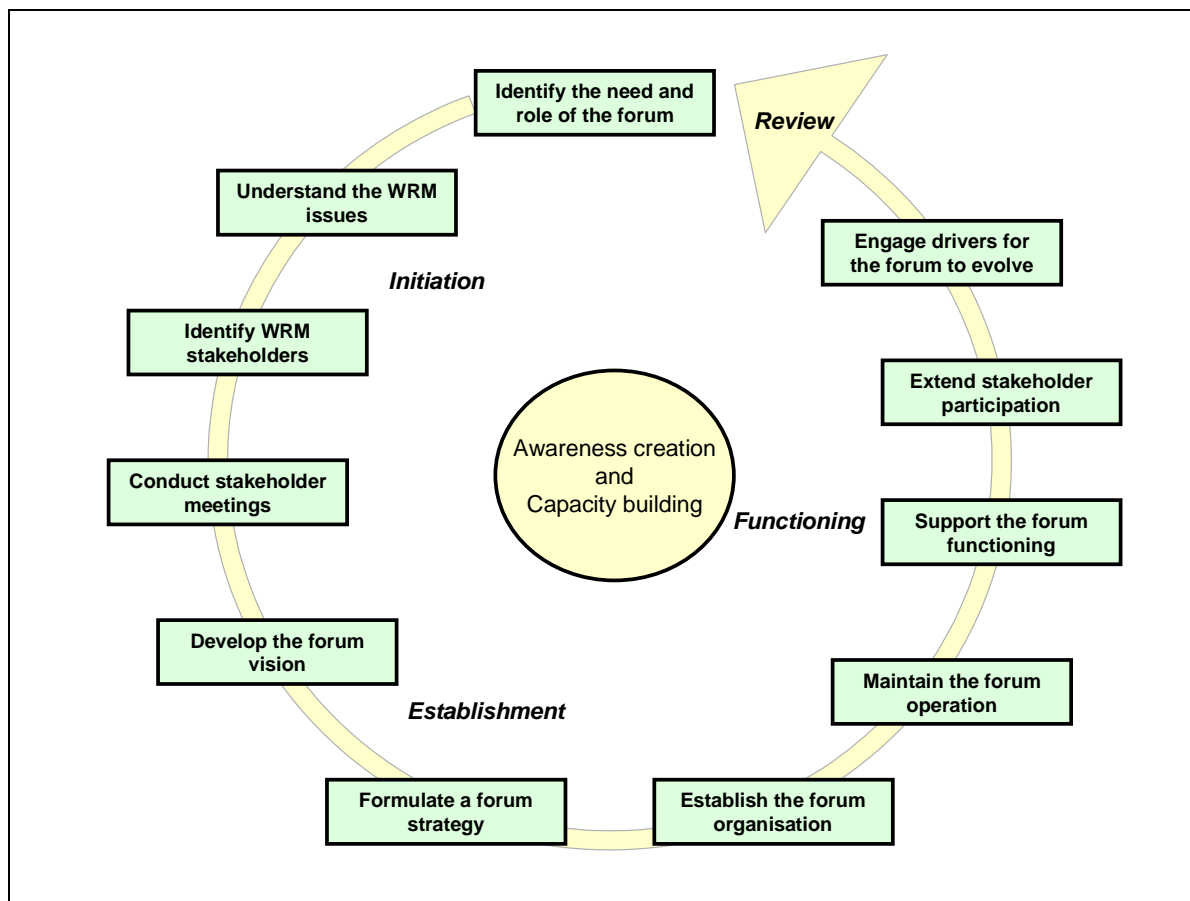 Identify the need and
role of the forum
Review
Understand the WRM
issues
Engage drivers for
the forum to evolve
Initiation
Identify WRM
stakeholders
Extend stakeholder
participation
Awareness creation
and
Capacity building
Conduct stakeholder
meetings
Functioning
Support the forum
functioning
Develop the forum
vision
Maintain the forum
operation
Establishment
Formulate a forum
strategy
Establish the forum
organisation